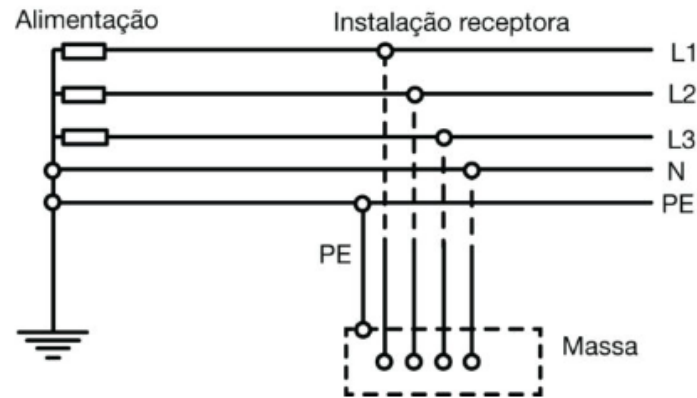 Alimentação
Instalação receptora
L1
L2
L3
N
PE
PE
Massa